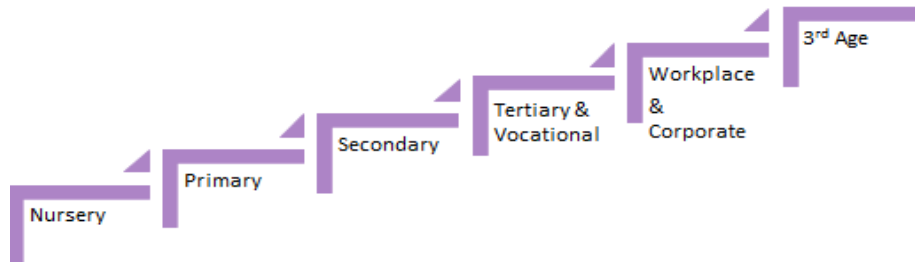 Nursery
Primary
Secondary
Tertiary &
Vocational
Workplace
&
Corporate
3rd Age